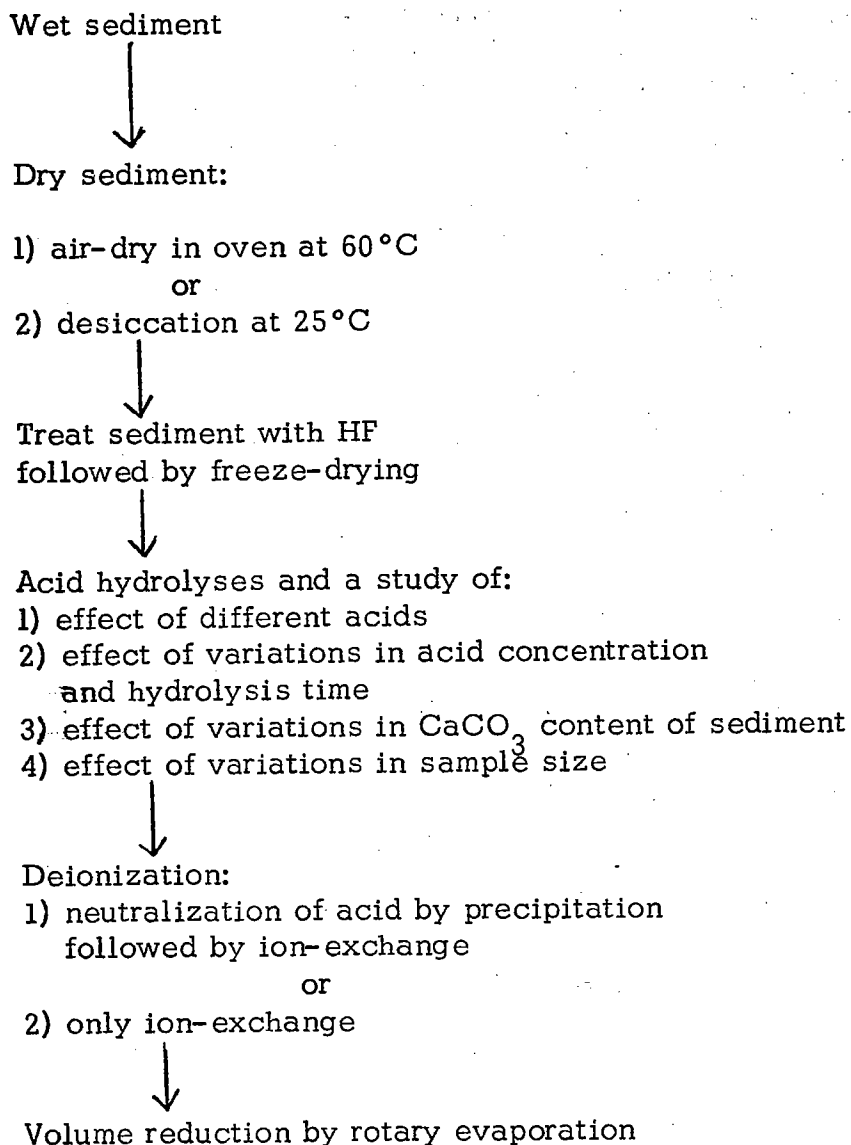 Wet sediment
Dry sediment:
1) air-dry in oven at 60°C
or
2) desiccation at 25°C
Treat sediment with HF
followed by freeze-drying
Acid hydrolyses and a study of:
1) effect of different acids
2) effect of variations in acid concentration
and hydrolysis time
3) effect of variations in CaCO₃ content of sediment
4) effect of variations in sample size
Deionization:
1) neutralization of acid by precipitation
followed by ion-exchange
or
2) only ion-exchange
Volume reduction by rotary evaporation